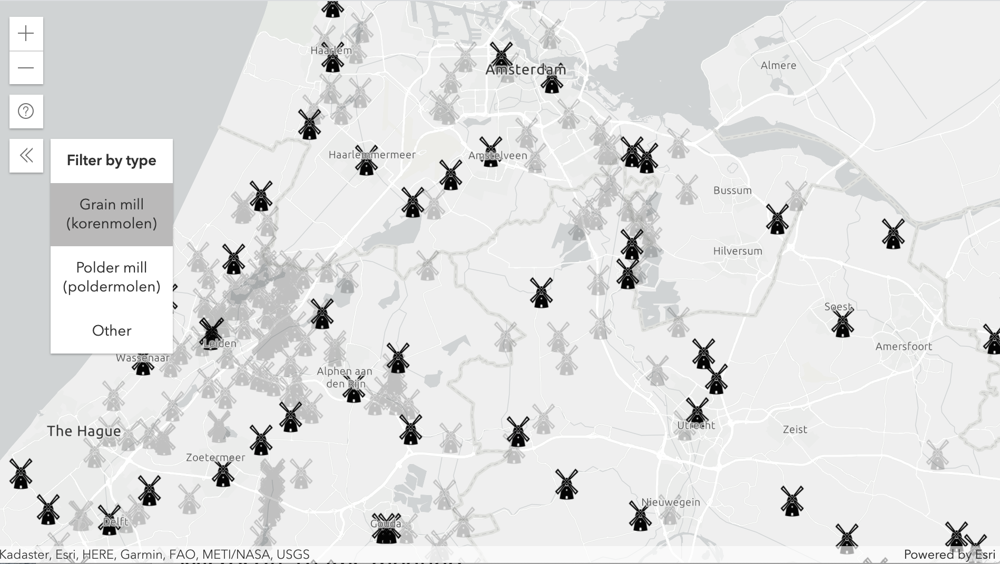 Haarlem
Amsterdam
Almere
?
Filter by type
Haarlemmermeer
Amstelveen
Bussum
Grain mill
(korenmolen)
Hilversum
Polder mill
(poldermolen)
Soest
Other
Leiden
Amersfoort
Wassenaar
Alphen aan
den Rijn
The Hague
Utrecht
Zeist
Zoetermeer
Nieuwegein
Delft
Gouda
Kadaster, Esri, HERE, Garmin, FAO, METI/NASA, USGS
Powered by Esri